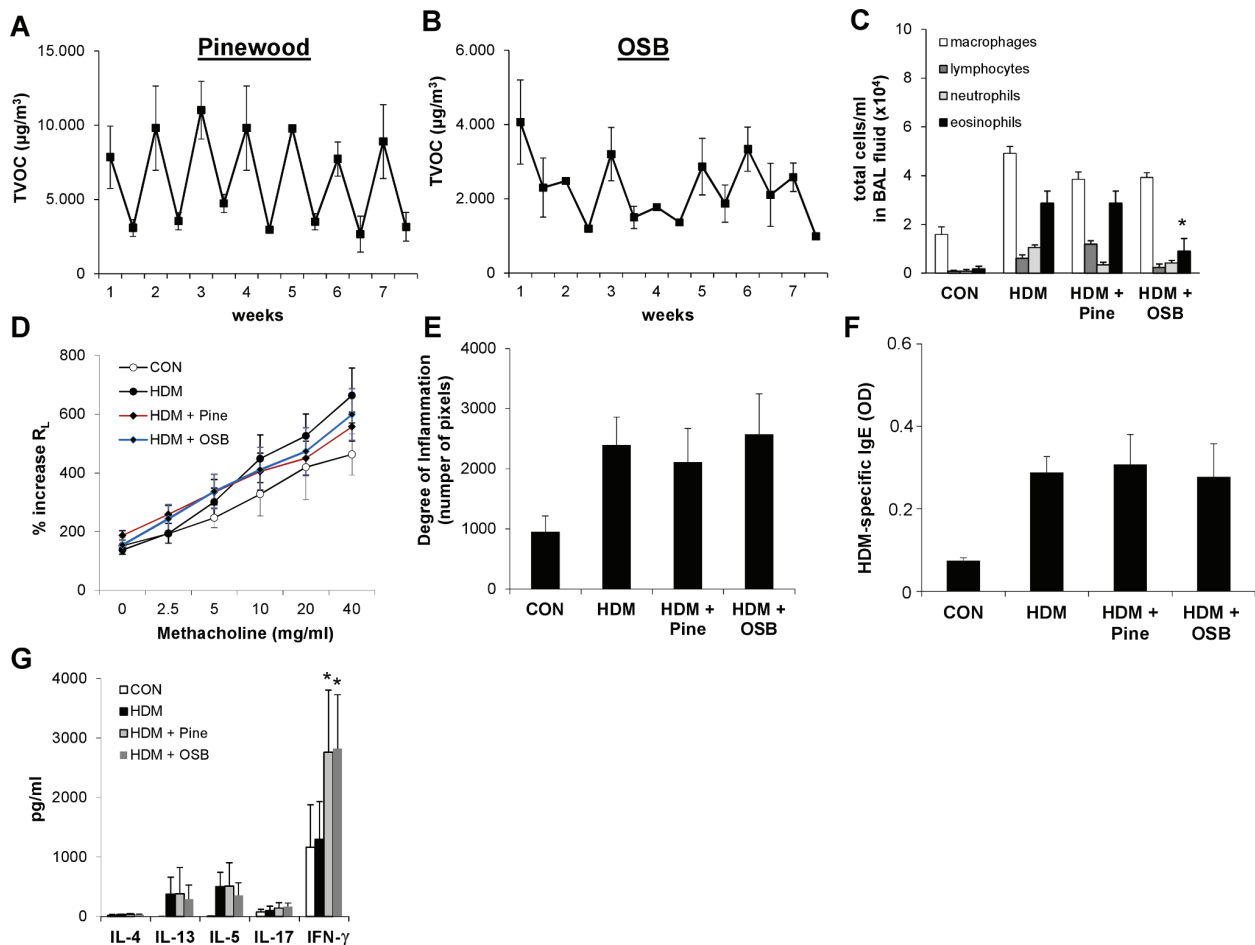 A
Pinewood
15.000
10.000
5.000
0
TVOC (µg/m³)
1 2 3 4 5 6 7
weeks
B
OSB
6.000
4.000
2.000
0
TVOC (µg/m³)
1 2 3 4 5 6 7
weeks
C
10
8
6
4
2
0
total cells/ml
in BAL fluid (x10⁴)
macrophages
lymphocytes
neutrophils
eosinophils
*
CON HDM HDM + Pine HDM + OSB
D
800
600
400
200
0
% increase R_L
CON
HDM
HDM + Pine
HDM + OSB
0 2.5 5 10 20 40
Methacholine (mg/ml)
E
4000
3000
2000
1000
0
Degree of Inflammation
(numper of pixels)
CON HDM HDM + Pine HDM + OSB
F
0.6
0.4
0.2
0
HDM-specific IgE (OD)
CON HDM HDM + Pine HDM + OSB
G
4000
3000
2000
1000
0
pg/ml
CON
HDM
HDM + Pine
HDM + OSB
* *
IL-4 IL-13 IL-5 IL-17 IFN-γ